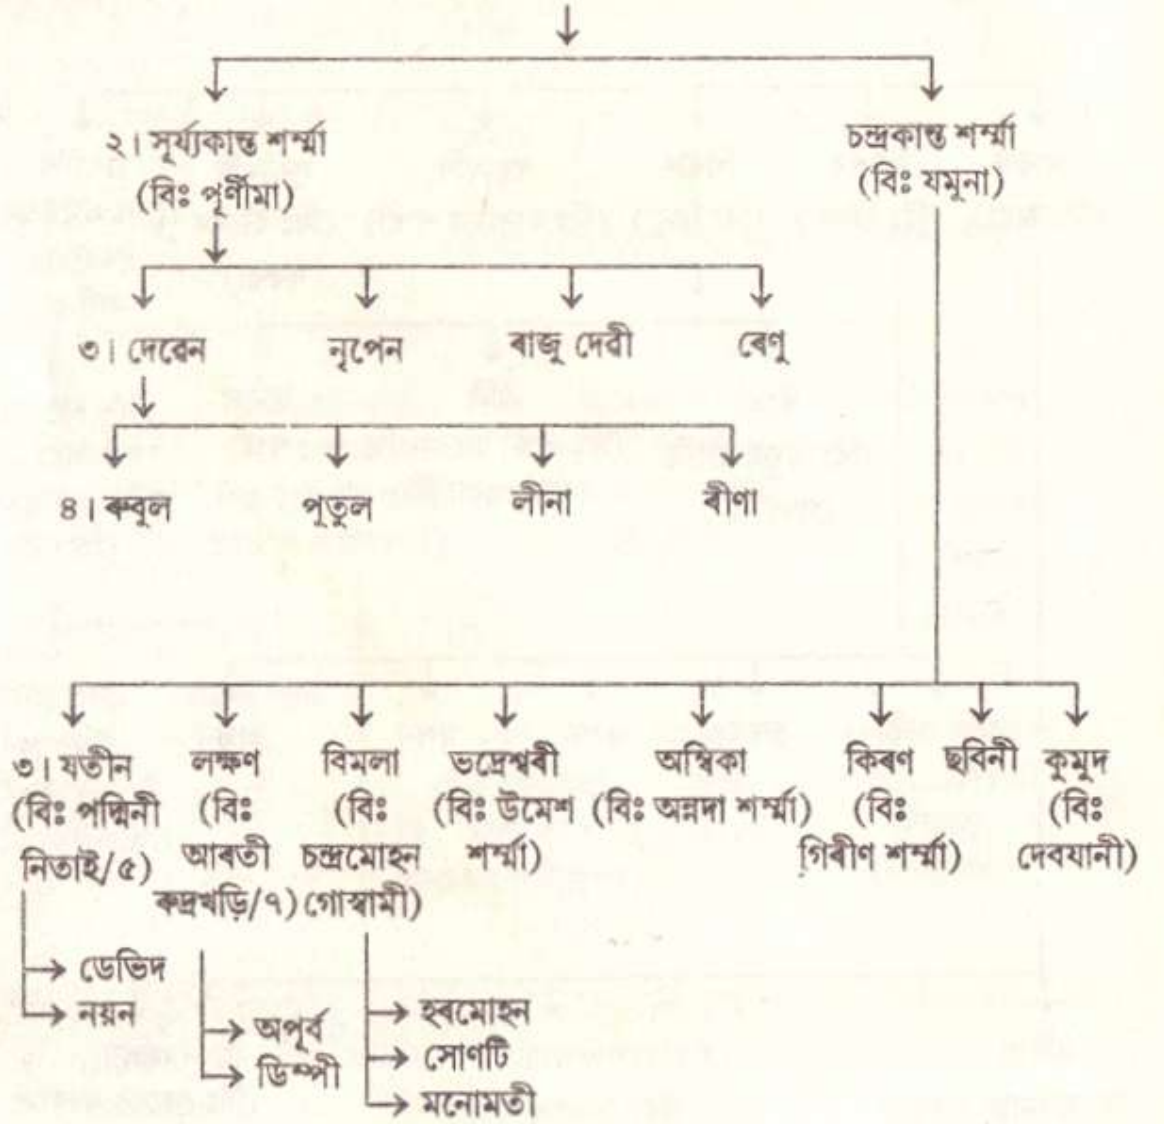 ২। সূৰ্য্যকান্ত শৰ্ম্মা
(বিঃ পূৰ্ণীমা)
চন্দ্ৰকান্ত শৰ্ম্মা
(বিঃ যমূনা)
৩। দেৱেন নৃপেন ৰাজু দেৱী ৰেণু
৪। ৰুবুল পূতুল লীনা ৰীণা
৩। যতীন
(বিঃ পদ্মিনী
নিতাই/৫)
লক্ষণ
(বিঃ
আৰতী
ৰুদ্ৰখড়ি/৭)
বিমলা
(বিঃ
চন্দ্ৰমোহন
গোস্বামী)
ভদ্ৰেশ্বৰী
(বিঃ উমেশ
শৰ্ম্মা)
অম্বিকা
(বিঃ অন্নদা শৰ্ম্মা)
কিৰণ
(বিঃ
গিৰীণ শৰ্ম্মা)
ছবিনী
কুমুদ
(বিঃ
দেবযানী)
ডেভিদ
নয়ন
অপূৰ্ব
ডিম্পী
হৰমোহন
সোণটি
মনোমতী